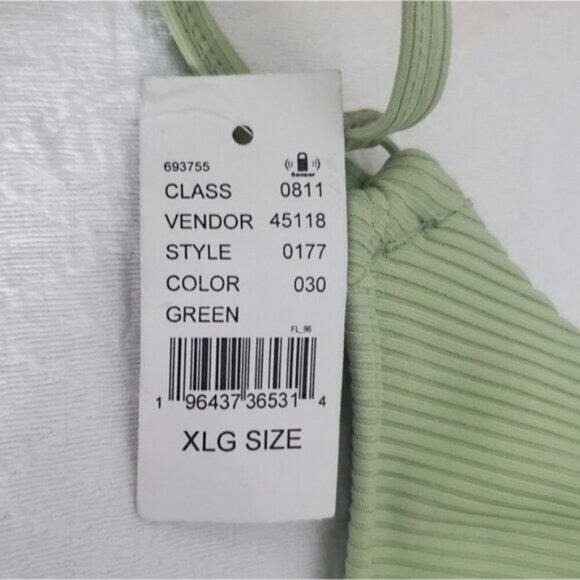 693755
Sensor
CLASS 0811
VENDOR 45118
STYLE 0177
COLOR 030
GREEN
FL_96
1 96437 36531 4
XLG SIZE